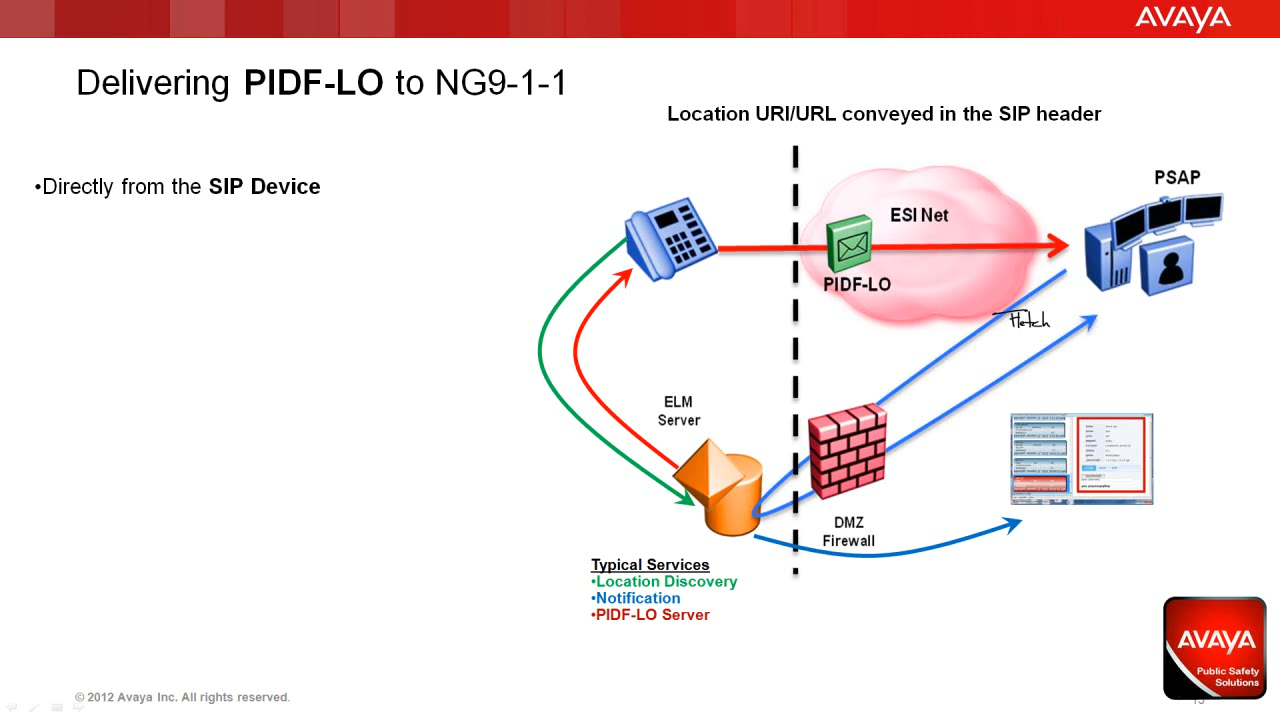 AVAYA
Delivering PIDF-LO to NG9-1-1
Location URI/URL conveyed in the SIP header
•Directly from the SIP Device
PSAP
ESI Net
PIDF-LO
Fletch
ELM
Server
DMZ
Firewall
Typical Services
•Location Discovery
•Notification
•PIDF-LO Server
AVAYA
Public Safety
Solutions
© 2012 Avaya Inc. All rights reserved.